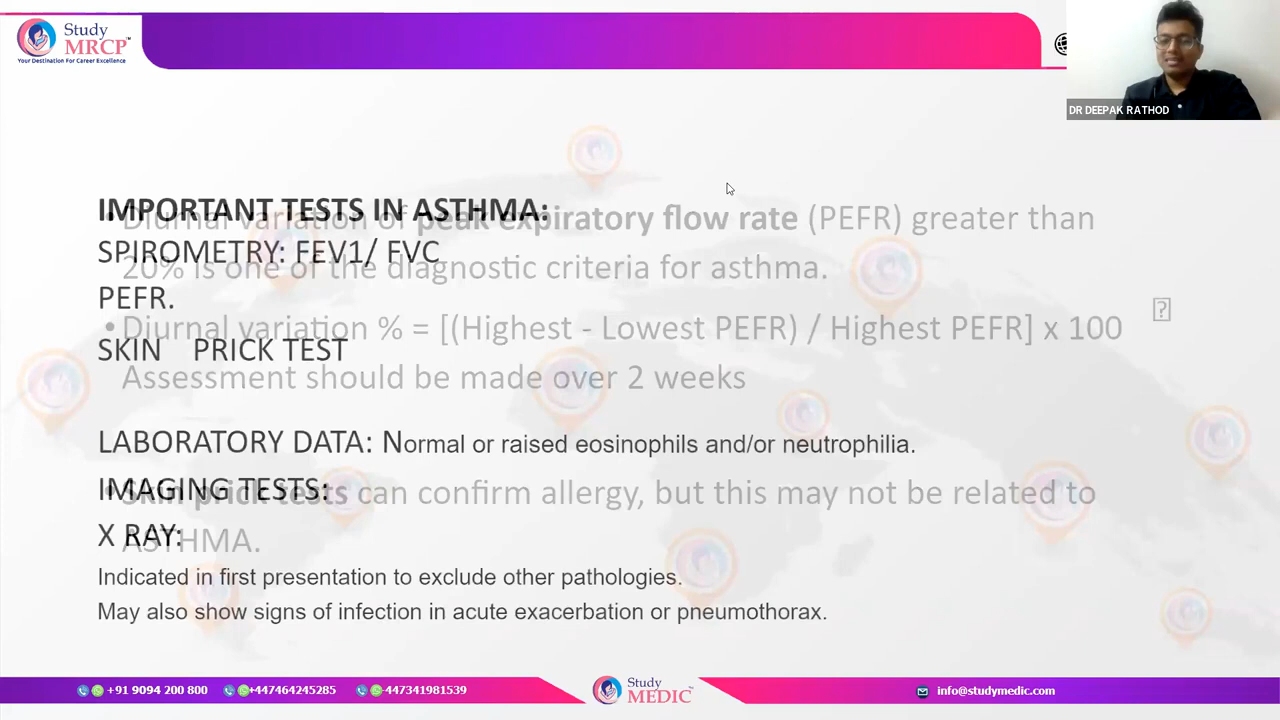 Study
MRCP™
Your Destination For Career Excellence
DR DEEPAK RATHOD
IMPORTANT TESTS IN ASTHMA:
SPIROMETRY: FEV1/ FVC
PEFR.
SKIN PRICK TEST
LABORATORY DATA: Normal or raised eosinophils and/or neutrophilia.
IMAGING TESTS:
X RAY:
Indicated in first presentation to exclude other pathologies.
May also show signs of infection in acute exacerbation or pneumothorax.
• Diurnal variation of peak expiratory flow rate (PEFR) greater than
20% is one of the diagnostic criteria for asthma.
• Diurnal variation % = [(Highest - Lowest PEFR) / Highest PEFR] x 100
Assessment should be made over 2 weeks
• Skin prick tests can confirm allergy, but this may not be related to
ASTHMA.
+91 9094 200 800
+447464245285
447341981539
Study
MEDIC™
info@studymedic.com